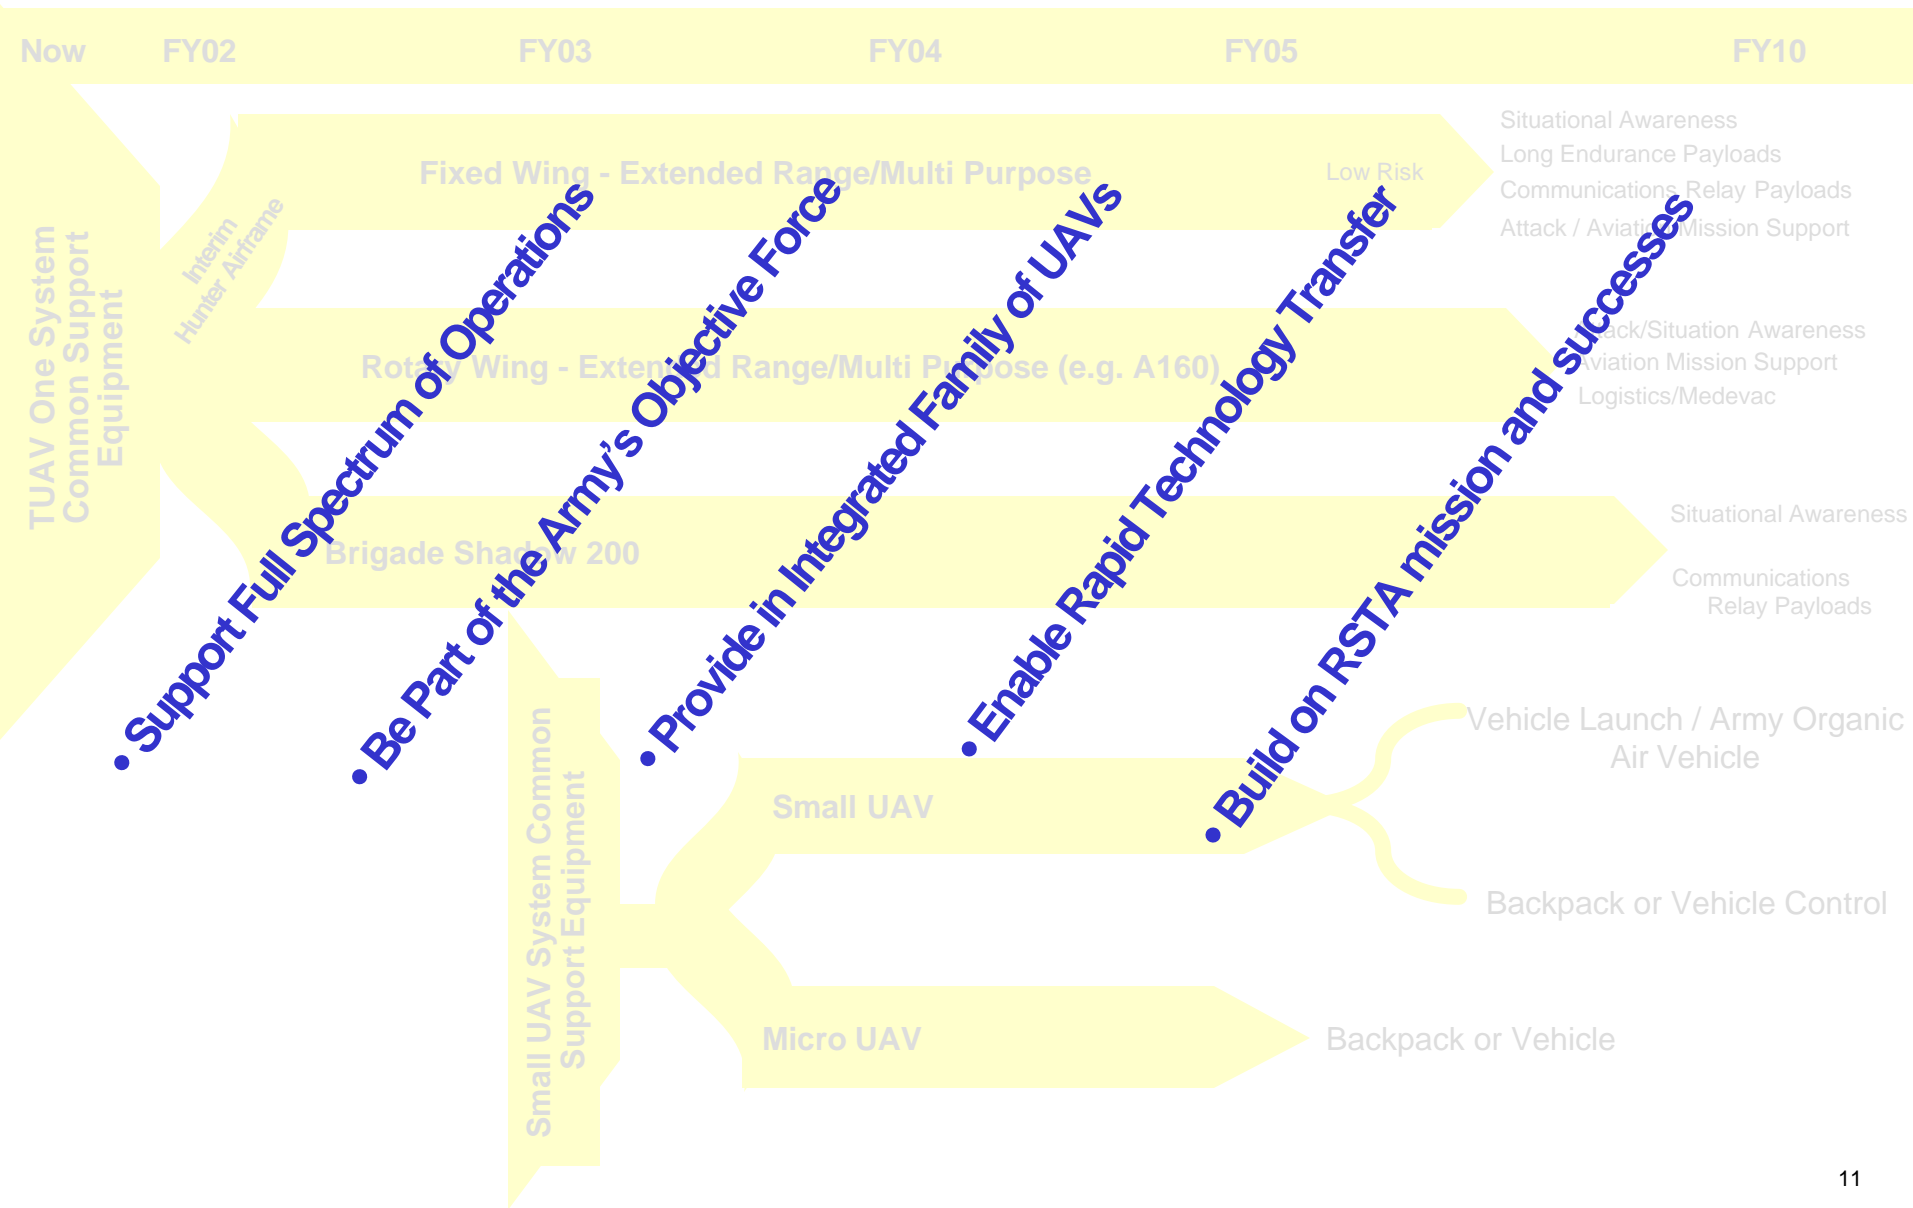 Now FY02 FY03 FY04 FY05 FY10
Fixed Wing - Extended Range/Multi Purpose
Low Risk
Situational Awareness
Long Endurance Payloads
Communications Relay Payloads
Attack / Aviation Mission Support
Interim
Hunter Airframe
TUAV One System
Common Support
Equipment
Rotary Wing - Extended Range/Multi Purpose (e.g. A160)
Attack/Situation Awareness
Aviation Mission Support
Logistics/Medevac
Brigade Shadow 200
Situational Awareness
Communications
Relay Payloads
• Support Full Spectrum of Operations
• Be Part of the Army’s Objective Force
• Provide in Integrated Family of UAVs
• Enable Rapid Technology Transfer
• Build on RSTA mission and successes
Small UAV System Common
Support Equipment
Small UAV
Vehicle Launch / Army Organic
Air Vehicle
Backpack or Vehicle Control
Micro UAV
Backpack or Vehicle
11